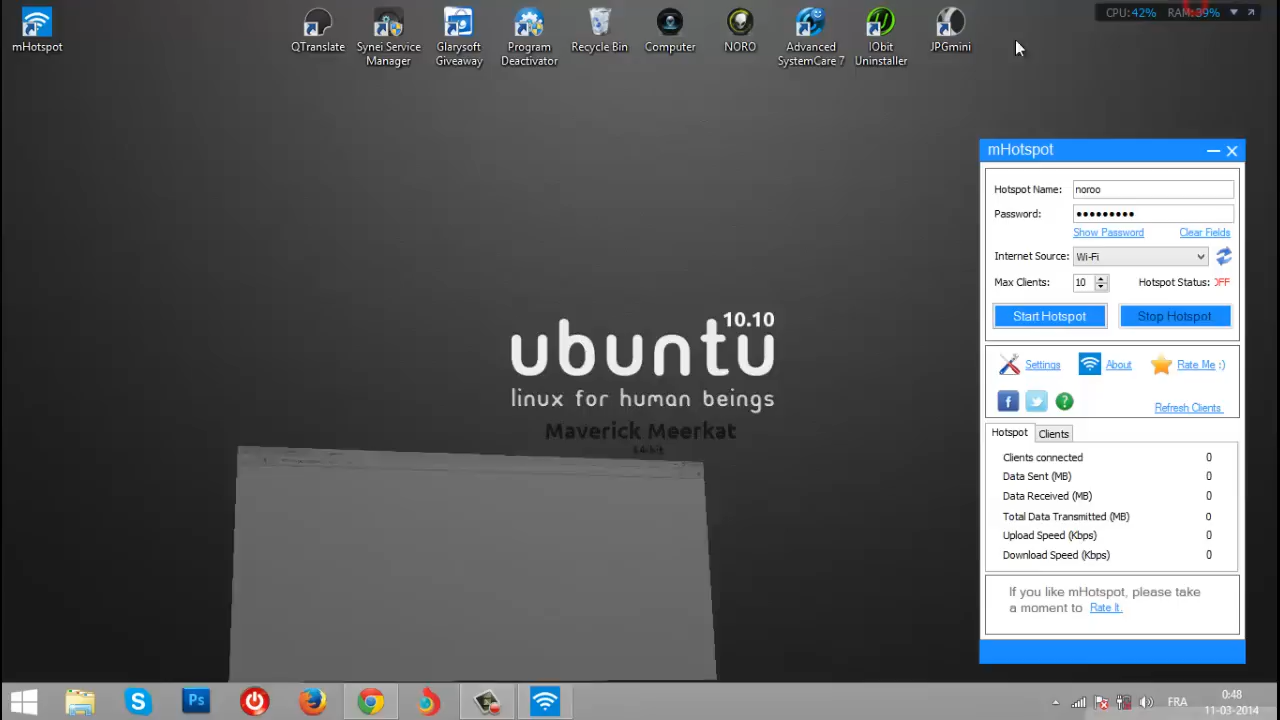 mHotspot
QTranslate
Synei Service
Manager
Glarysoft
Giveaway
Program
Deactivator
Recycle Bin
Computer
NORO
Advanced
SystemCare 7
IObit
Uninstaller
JPGmini
CPU: 42% RAM: 39%
mHotspot
Hotspot Name: noroo
Password: •••••••••
Show Password Clear Fields
Internet Source: Wi-Fi
Max Clients: 10 Hotspot Status: OFF
Start Hotspot Stop Hotspot
Settings About Rate Me :)
Refresh Clients
Hotspot Clients
Clients connected 0
Data Sent (MB) 0
Data Received (MB) 0
Total Data Transmitted (MB) 0
Upload Speed (Kbps) 0
Download Speed (Kbps) 0
If you like mHotspot, please take
a moment to Rate It.
ubuntu 10.10
linux for human beings
Maverick Meerkat
Ps
FRA
0:48
11-03-2014